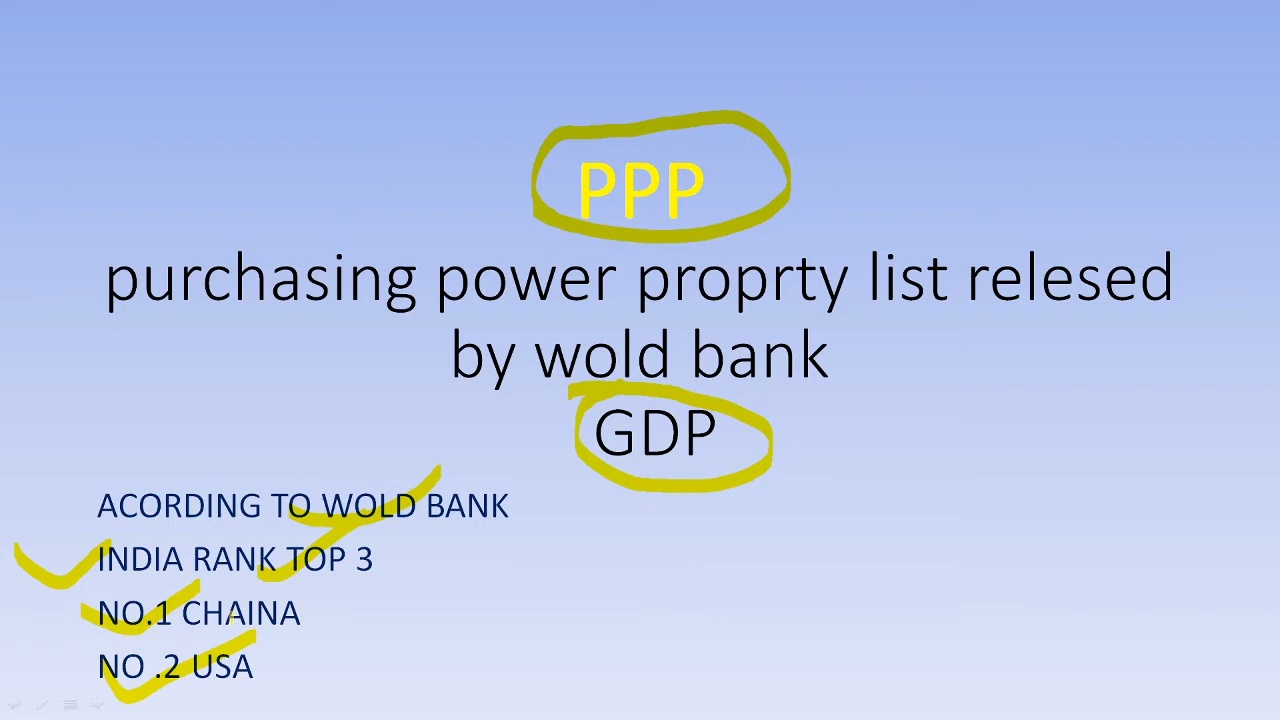 PPP
purchasing power proprty list relesed
by wold bank
GDP
ACORDING TO WOLD BANK
INDIA RANK TOP 3
NO.1 CHAINA
NO .2 USA